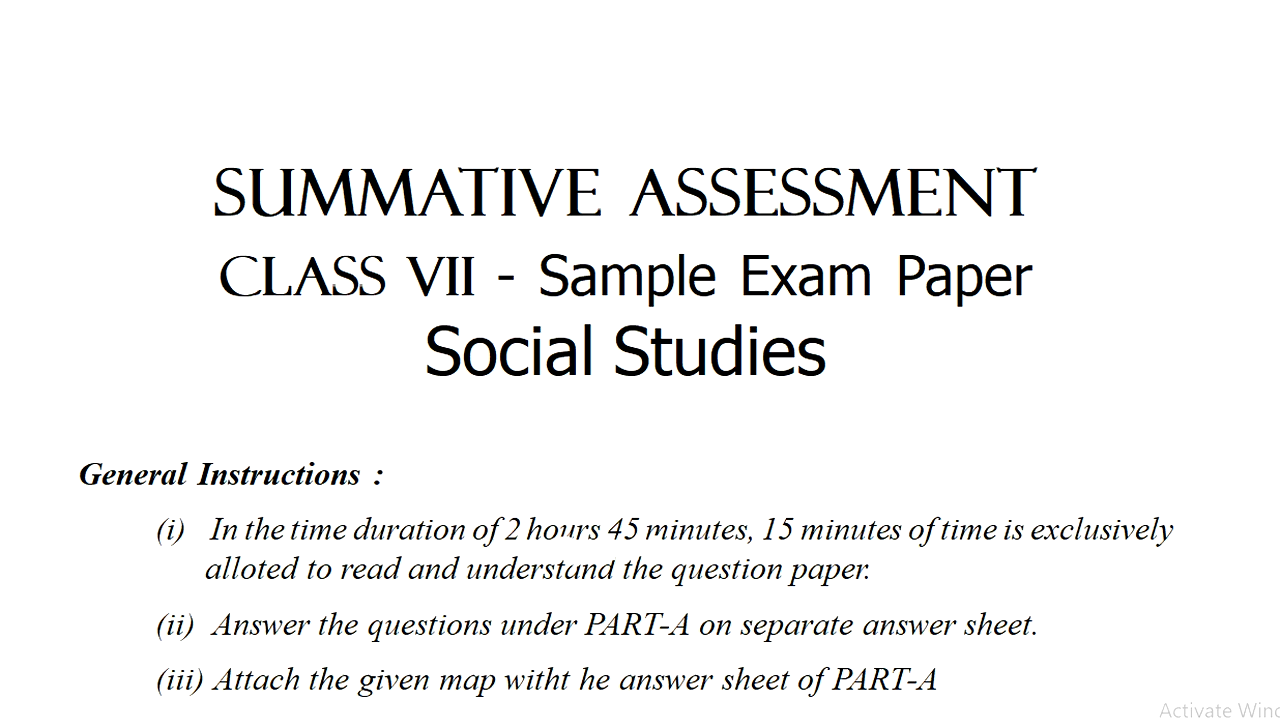 SUMMATIVE ASSESSMENT
CLASS VII - Sample Exam Paper
Social Studies
General Instructions :
(i) In the time duration of 2 hours 45 minutes, 15 minutes of time is exclusively
alloted to read and understand the question paper.
(ii) Answer the questions under PART-A on separate answer sheet.
(iii) Attach the given map witht he answer sheet of PART-A
Activate